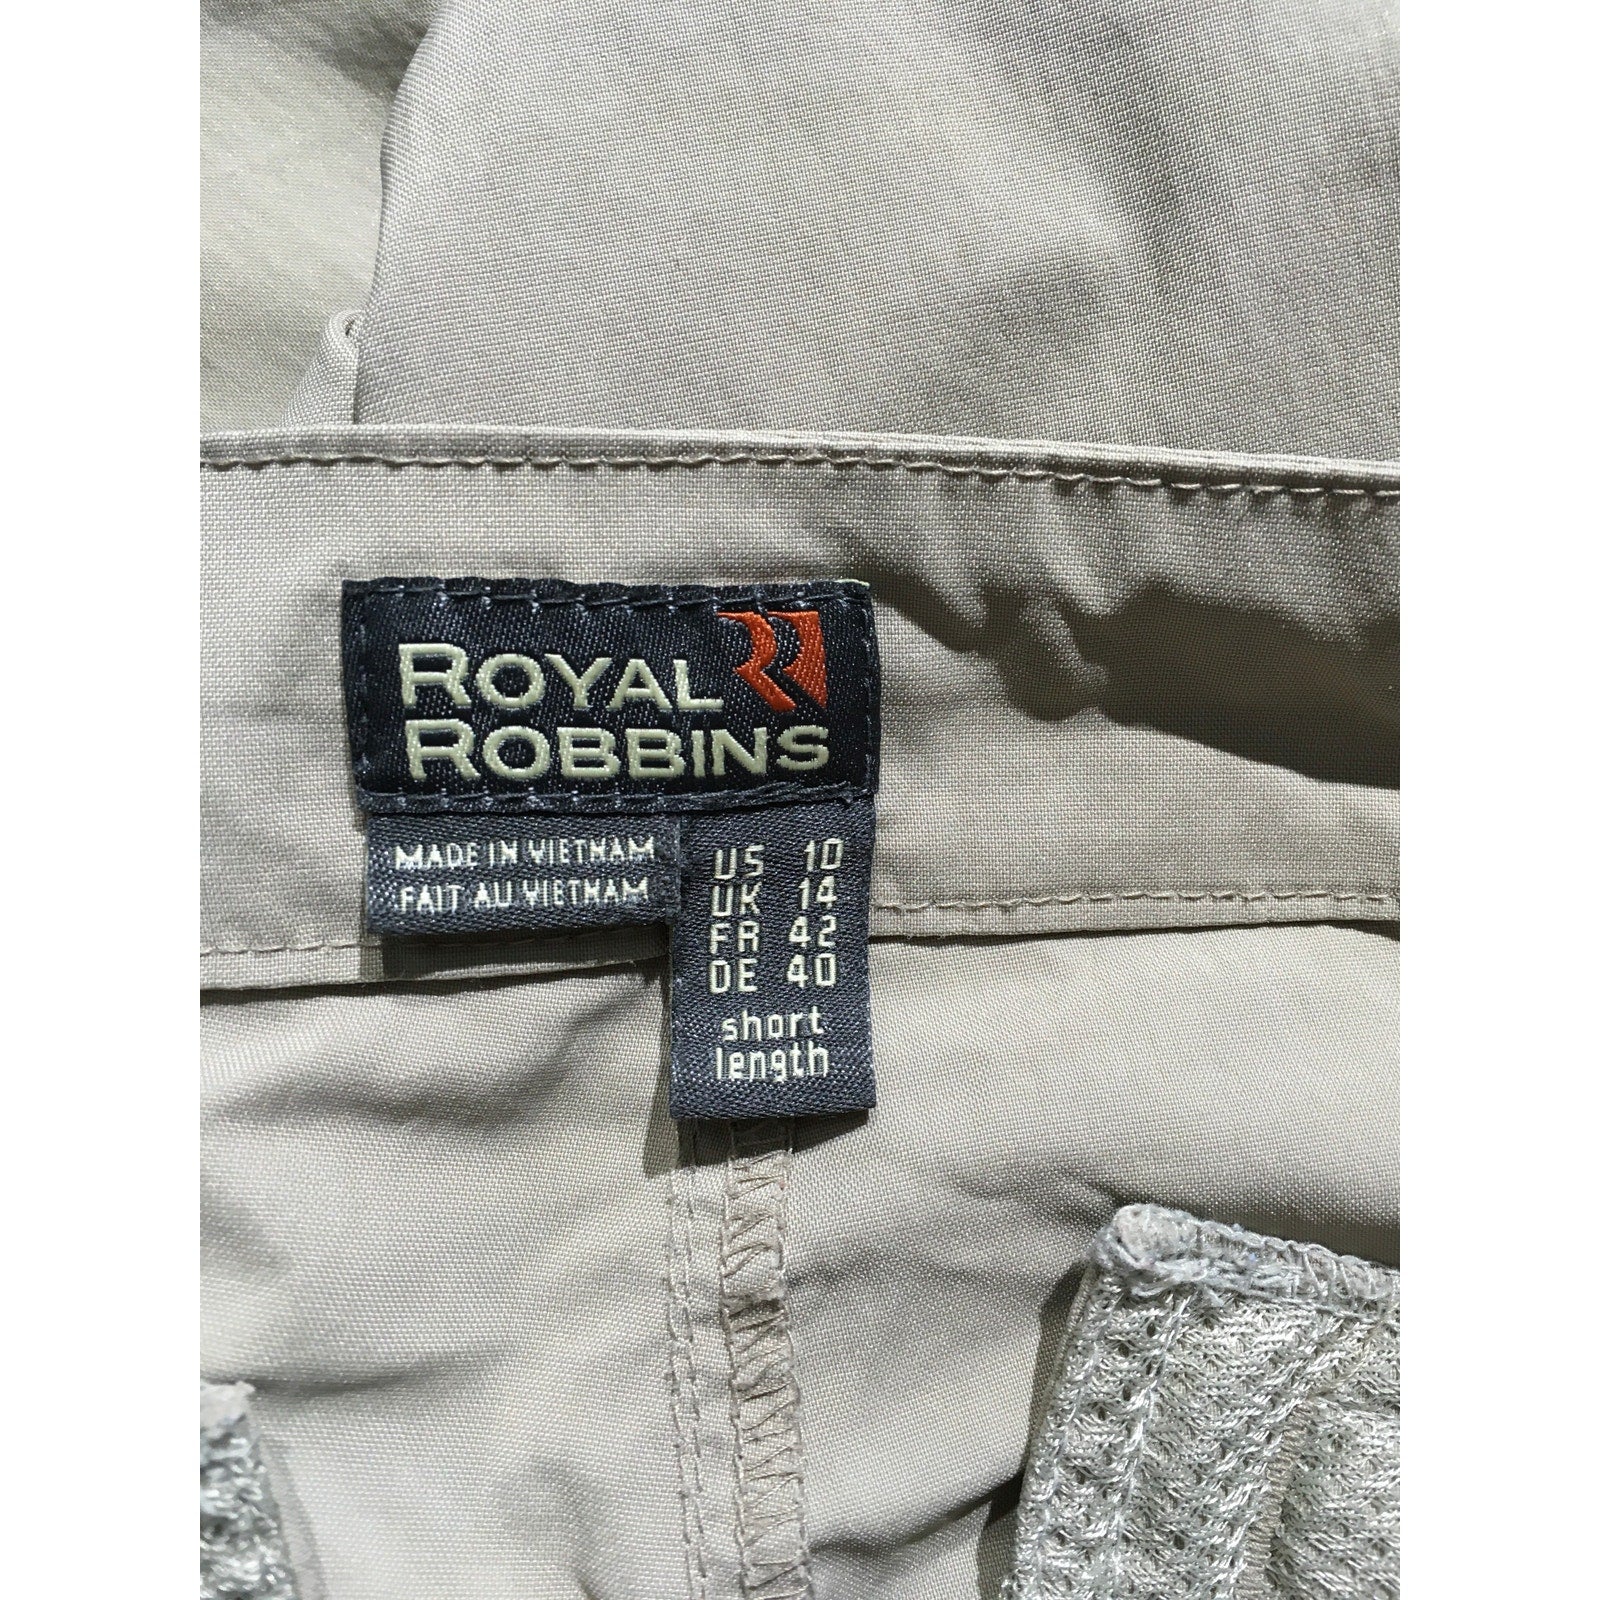 ROYAL
ROBBINS
MADE IN VIETNAM
FAIT AU VIETNAM
US 10
UK 14
FR 42
DE 40
short
length